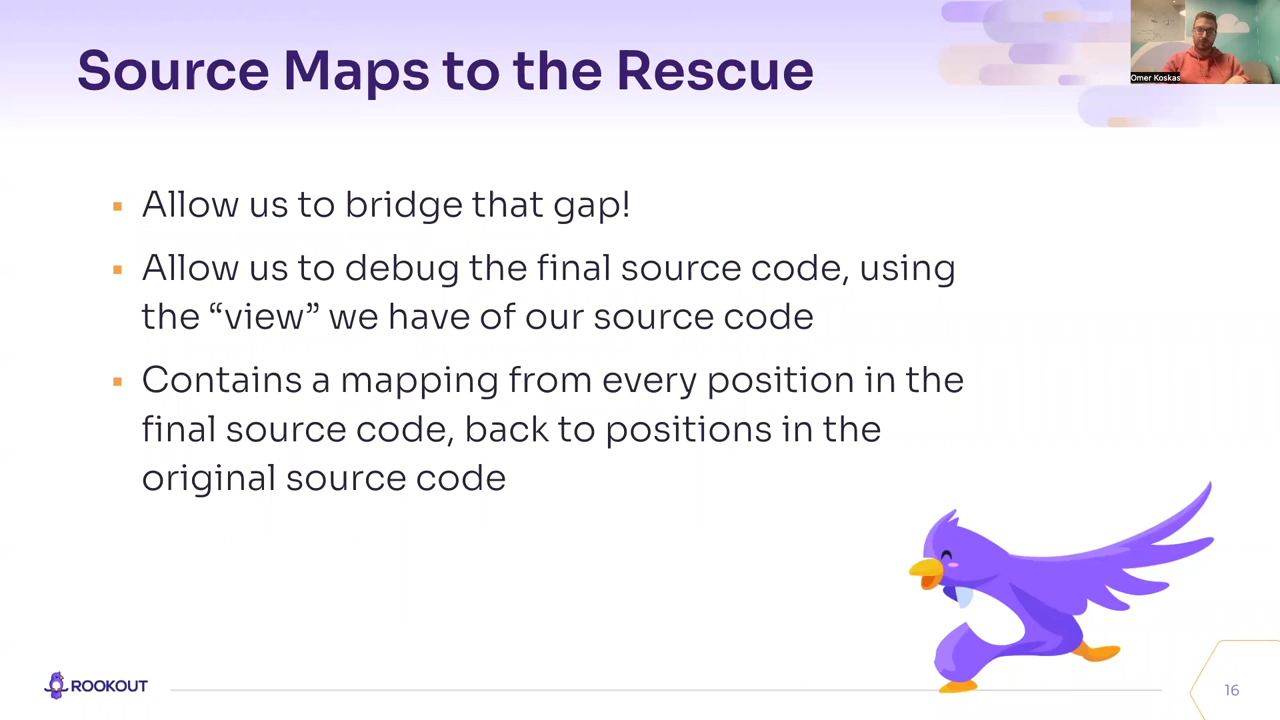 Source Maps to the Rescue
Omer Koskas
Allow us to bridge that gap!
Allow us to debug the final source code, using
the “view” we have of our source code
Contains a mapping from every position in the
final source code, back to positions in the
original source code
ROOKOUT
16